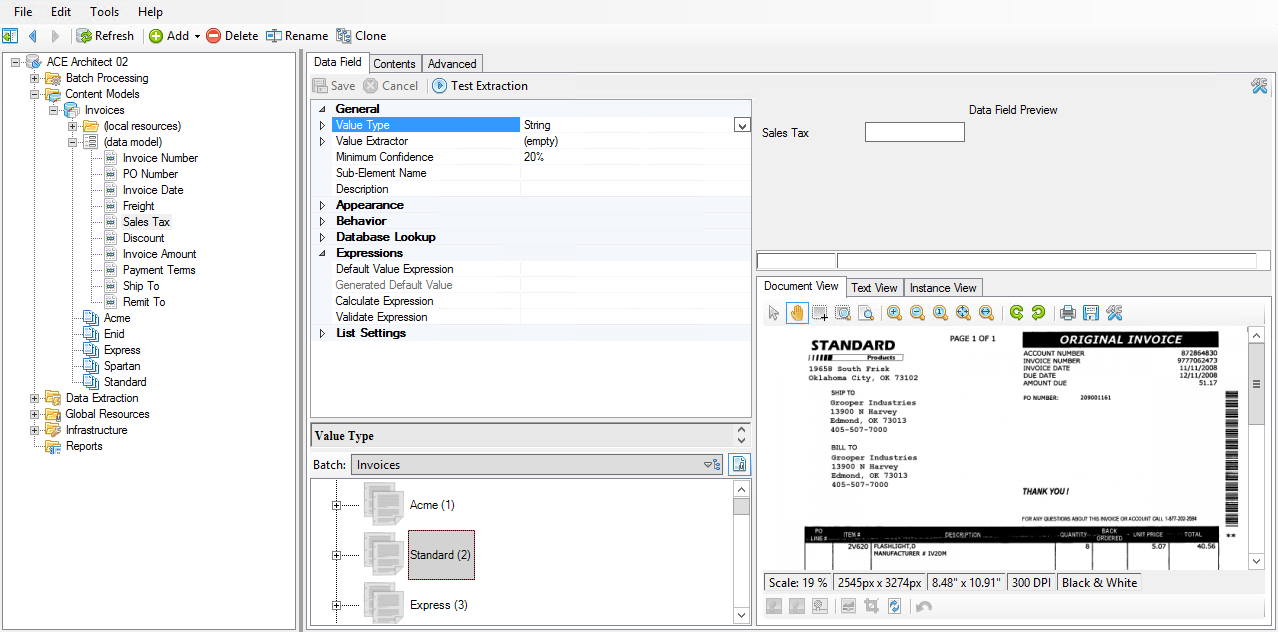 File Edit Tools Help
Refresh Add Delete Rename Clone
ACE Architect 02
Batch Processing
Content Models
Invoices
(local resources)
(data model)
Invoice Number
PO Number
Invoice Date
Freight
Sales Tax
Discount
Invoice Amount
Payment Terms
Ship To
Remit To
Acme
Enid
Express
Spartan
Standard
Data Extraction
Global Resources
Infrastructure
Reports
Data Field Contents Advanced
Save Cancel Test Extraction
General
Value Type String
Value Extractor (empty)
Minimum Confidence 20%
Sub-Element Name
Description
Appearance
Behavior
Database Lookup
Expressions
Default Value Expression
Generated Default Value
Calculate Expression
Validate Expression
List Settings
Value Type
Batch: Invoices
Acme (1)
Standard (2)
Express (3)
Data Field Preview
Sales Tax
Document View Text View Instance View
STANDARD
Products
19658 South Frisk
Oklahoma City, OK 73102
PAGE 1 OF 1
ORIGINAL INVOICE
ACCOUNT NUMBER 872864830
INVOICE NUMBER 9777062473
INVOICE DATE 11/11/2008
DUE DATE 12/11/2008
AMOUNT DUE 51.17
PO NUMBER: 209001161
SHIP TO
Grooper Industries
13900 N Harvey
Edmond, OK 73013
405-507-7000
BILL TO
Grooper Industries
13900 N Harvey
Edmond, OK 73013
405-507-7000
THANK YOU !
FOR ANY QUESTIONS ABOUT THIS INVOICE OR ACCOUNT CALL 1-877-202-2594
PO LINE # ITEM # DESCRIPTION QUANTITY BACK ORDERED UNIT PRICE TOTAL **
2V620 FLASHLIGHT,D 8 5.07 40.56
MANUFACTURER # IV2DM
Scale: 19 % 2545px x 3274px 8.48" x 10.91" 300 DPI Black & White